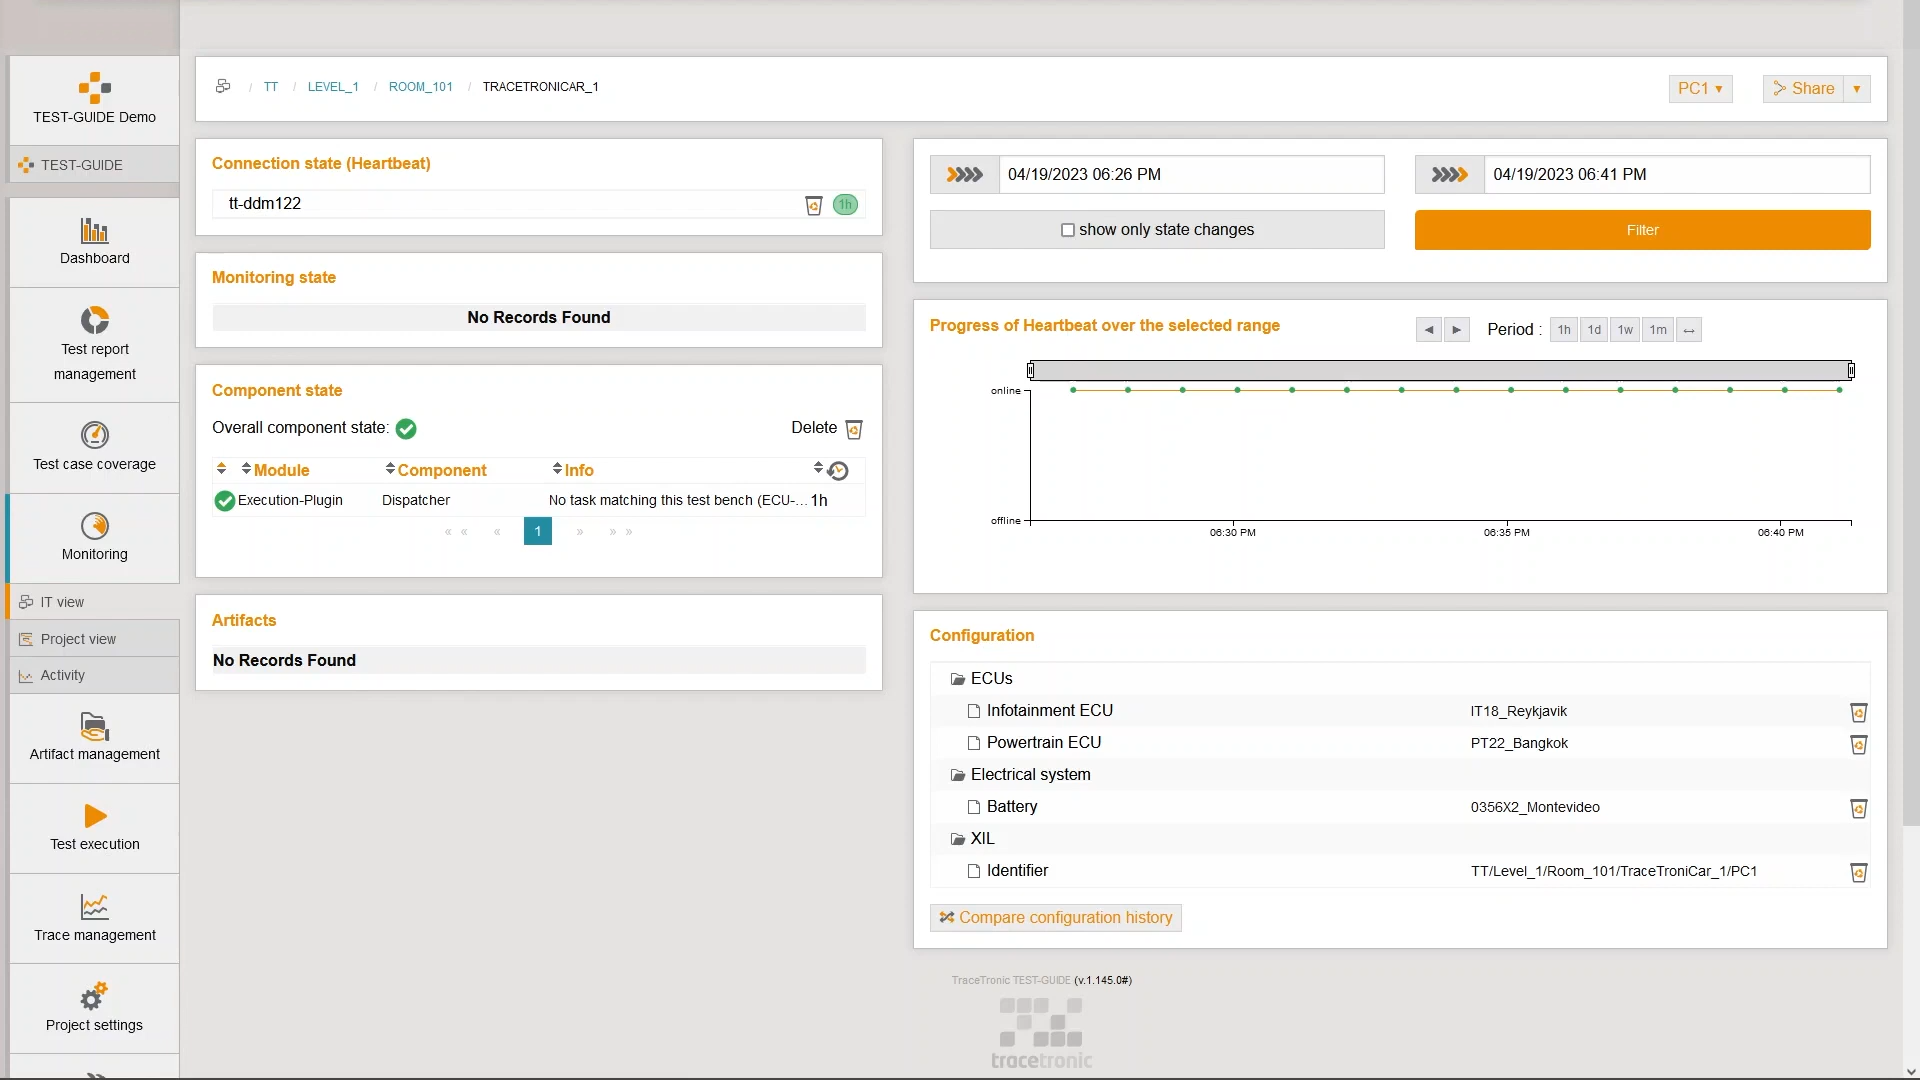 TEST-GUIDE Demo
TEST-GUIDE
Dashboard
Test report
management
Test case coverage
Monitoring
IT view
Project view
Activity
Artifact management
Test execution
Trace management
Project settings
/ TT / LEVEL_1 / ROOM_101 / TRACETRONICAR_1
PC1 ▾
Share ▾
Connection state (Heartbeat)
tt-ddm122 1h
Monitoring state
No Records Found
Component state
Overall component state:
Delete
Module Component Info
Execution-Plugin Dispatcher No task matching this test bench (ECU-... 1h
« « « 1 » » »
Artifacts
No Records Found
04/19/2023 06:26 PM
04/19/2023 06:41 PM
show only state changes
Filter
Progress of Heartbeat over the selected range
◄ ► Period : 1h 1d 1w 1m ↔
online
offline
06:30 PM 06:35 PM 06:40 PM
Configuration
ECUs
Infotainment ECU IT18_Reykjavik
Powertrain ECU PT22_Bangkok
Electrical system
Battery 0356X2_Montevideo
XIL
Identifier TT/Level_1/Room_101/TraceTroniCar_1/PC1
Compare configuration history
TraceTronic TEST-GUIDE (v.1.145.0#)
tracetronic